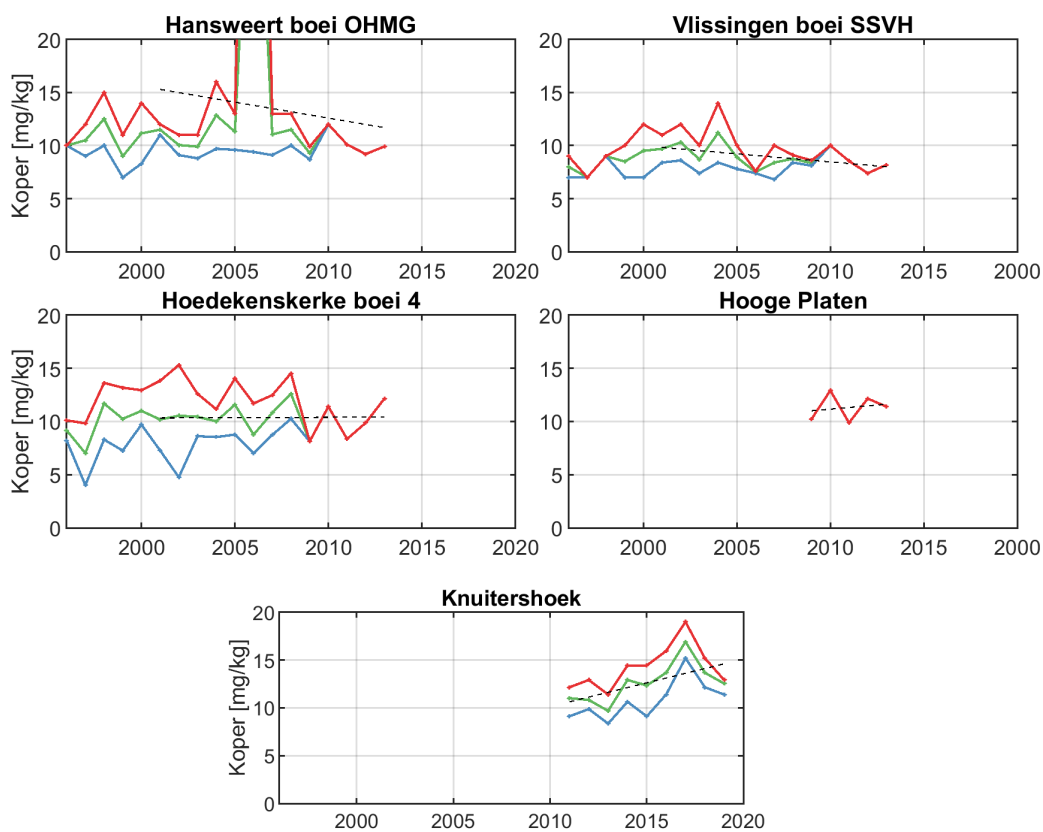 Hansweert boei OHMG
Koper [mg/kg]
20
15
10
5
0
2000 2005 2010 2015 2020
Vlissingen boei SSVH
20
15
10
5
0
2000 2005 2010 2015 2000
Hoedekenskerke boei 4
Koper [mg/kg]
20
15
10
5
0
2000 2005 2010 2015 2020
Hooge Platen
20
15
10
5
0
2000 2005 2010 2015 2000
Knuitershoek
Koper [mg/kg]
20
15
10
5
0
2000 2005 2010 2015 2020